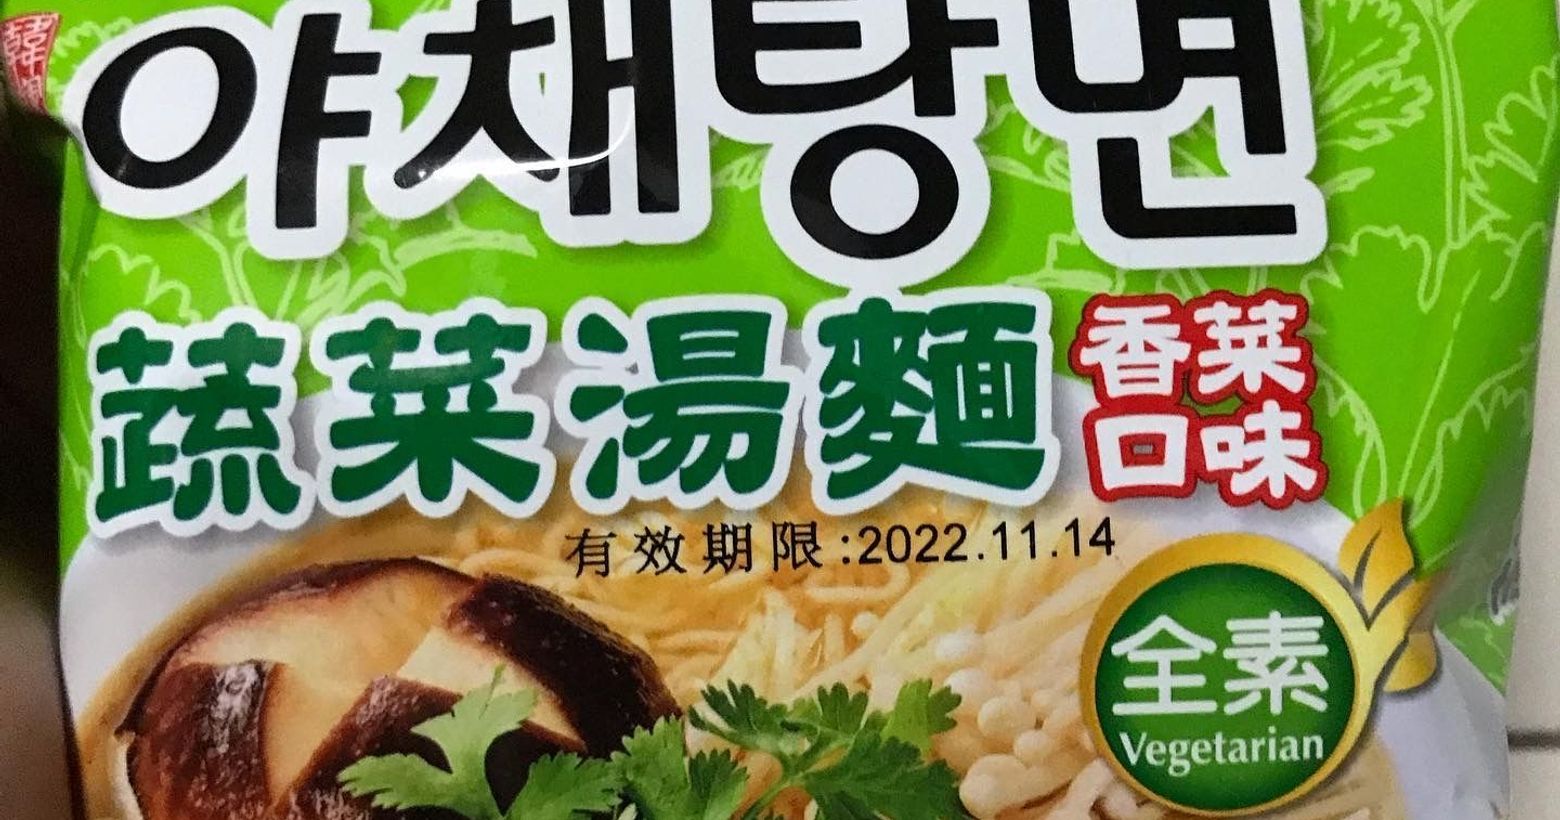 야채탕면
蔬菜湯麵
香菜
口味
有效期限:2022.11.14
全素
Vegetarian